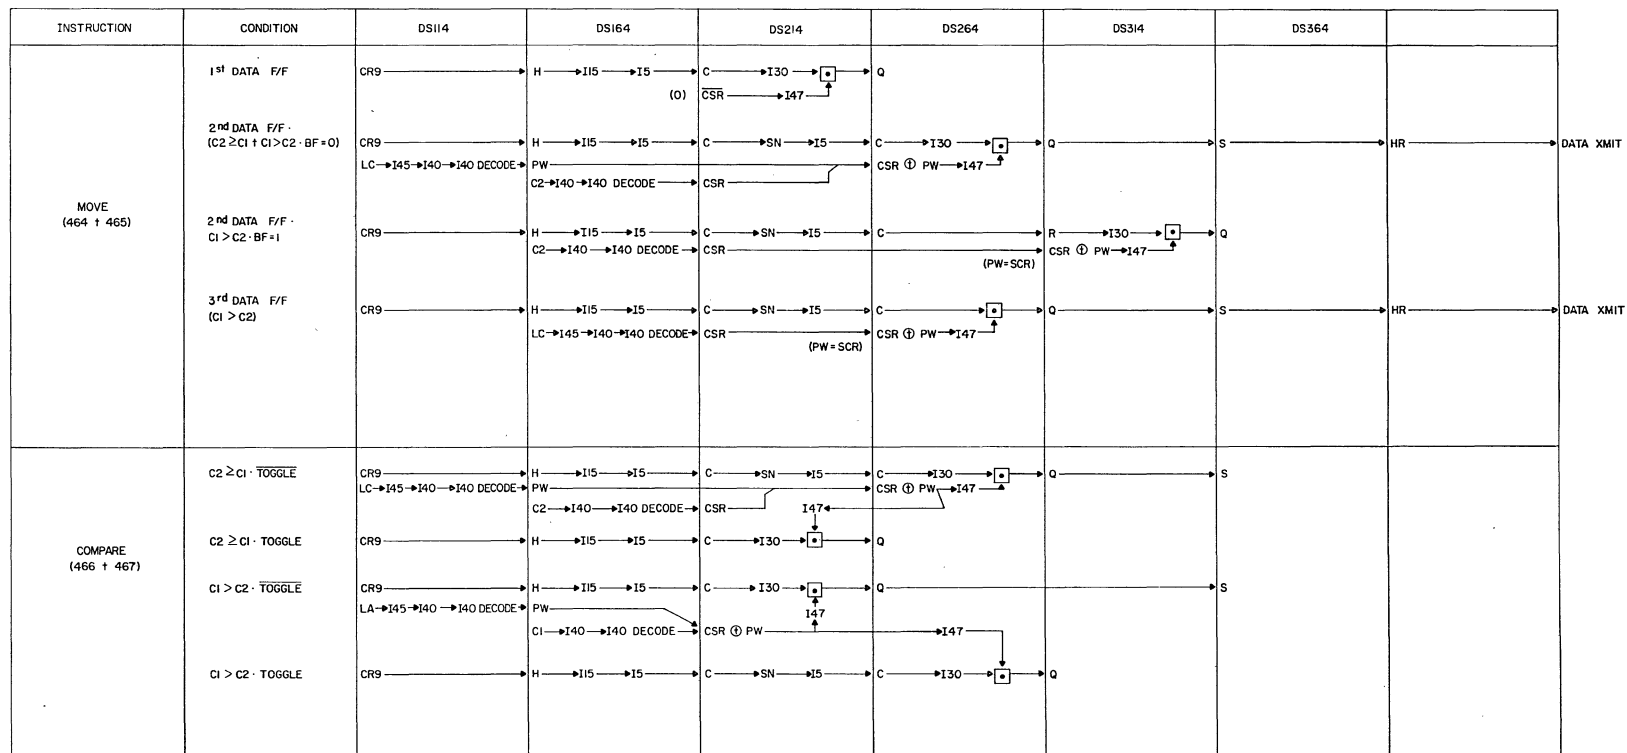 INSTRUCTION CONDITION DS114 DS164 DS214 DS264 DS314 DS364
1st DATA F/F CR9 H I15 I5 C I30 • Q
(0) CSR I47
2nd DATA F/F ·
(C2 ≥ C1 † C1 > C2 · BF = 0) CR9 H I15 I5 C SN I5 C I30 • Q S HR DATA XMIT
LC I45 I40 I40 DECODE PW CSR ⊕ PW I47
C2 I40 I40 DECODE CSR
MOVE
(464 † 465)
2nd DATA F/F ·
C1 > C2 · BF = 1 CR9 H I15 I5 C SN I5 C R I30 • Q
C2 I40 I40 DECODE CSR CSR ⊕ PW I47
(PW = SCR)
3rd DATA F/F
(C1 > C2) CR9 H I15 I5 C SN I5 C • Q S HR DATA XMIT
LC I45 I40 I40 DECODE CSR CSR ⊕ PW I47
(PW = SCR)
C2 ≥ C1 · TOGGLE CR9 H I15 I5 C SN I5 C I30 • Q S
LC I45 I40 I40 DECODE PW CSR ⊕ PW I47
C2 I40 I40 DECODE CSR I47
C2 ≥ C1 · TOGGLE CR9 H I15 I5 C I30 • Q
COMPARE
(466 † 467)
C1 > C2 · TOGGLE CR9 H I15 I5 C I30 • Q S
LA I45 I40 I40 DECODE PW I47
C1 I40 I40 DECODE CSR ⊕ PW I47
C1 > C2 · TOGGLE CR9 H I15 I5 C SN I5 C I30 • Q